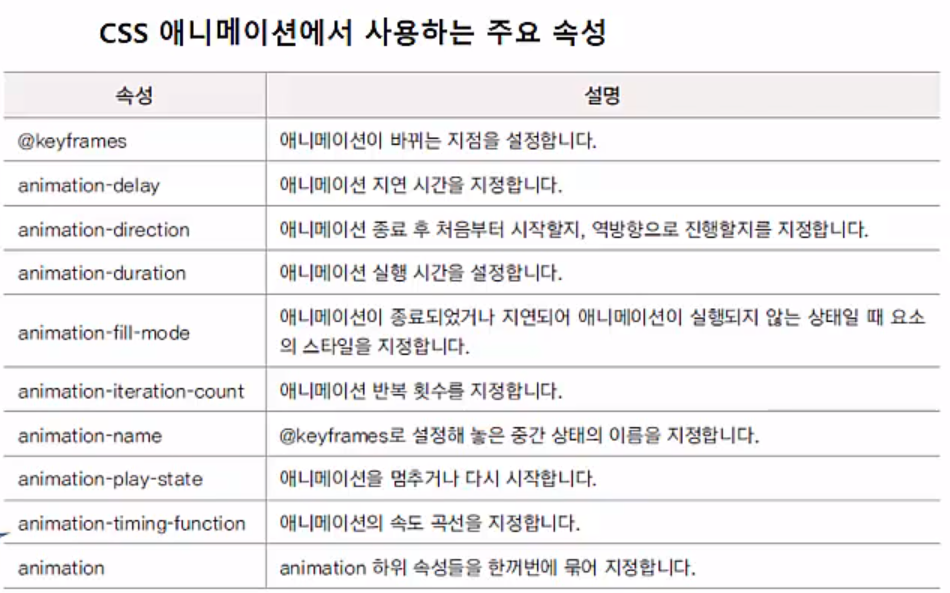 CSS 애니메이션에서 사용하는 주요 속성
속성 설명
@keyframes 애니메이션이 바뀌는 지점을 설정합니다.
animation-delay 애니메이션 지연 시간을 지정합니다.
animation-direction 애니메이션 종료 후 처음부터 시작할지, 역방향으로 진행할지를 지정합니다.
animation-duration 애니메이션 실행 시간을 설정합니다.
animation-fill-mode 애니메이션이 종료되었거나 지연되어 애니메이션이 실행되지 않는 상태일 때 요소
의 스타일을 지정합니다.
animation-iteration-count 애니메이션 반복 횟수를 지정합니다.
animation-name @keyframes로 설정해 놓은 중간 상태의 이름을 지정합니다.
animation-play-state 애니메이션을 멈추거나 다시 시작합니다.
animation-timing-function 애니메이션의 속도 곡선을 지정합니다.
animation animation 하위 속성들을 한꺼번에 묶어 지정합니다.